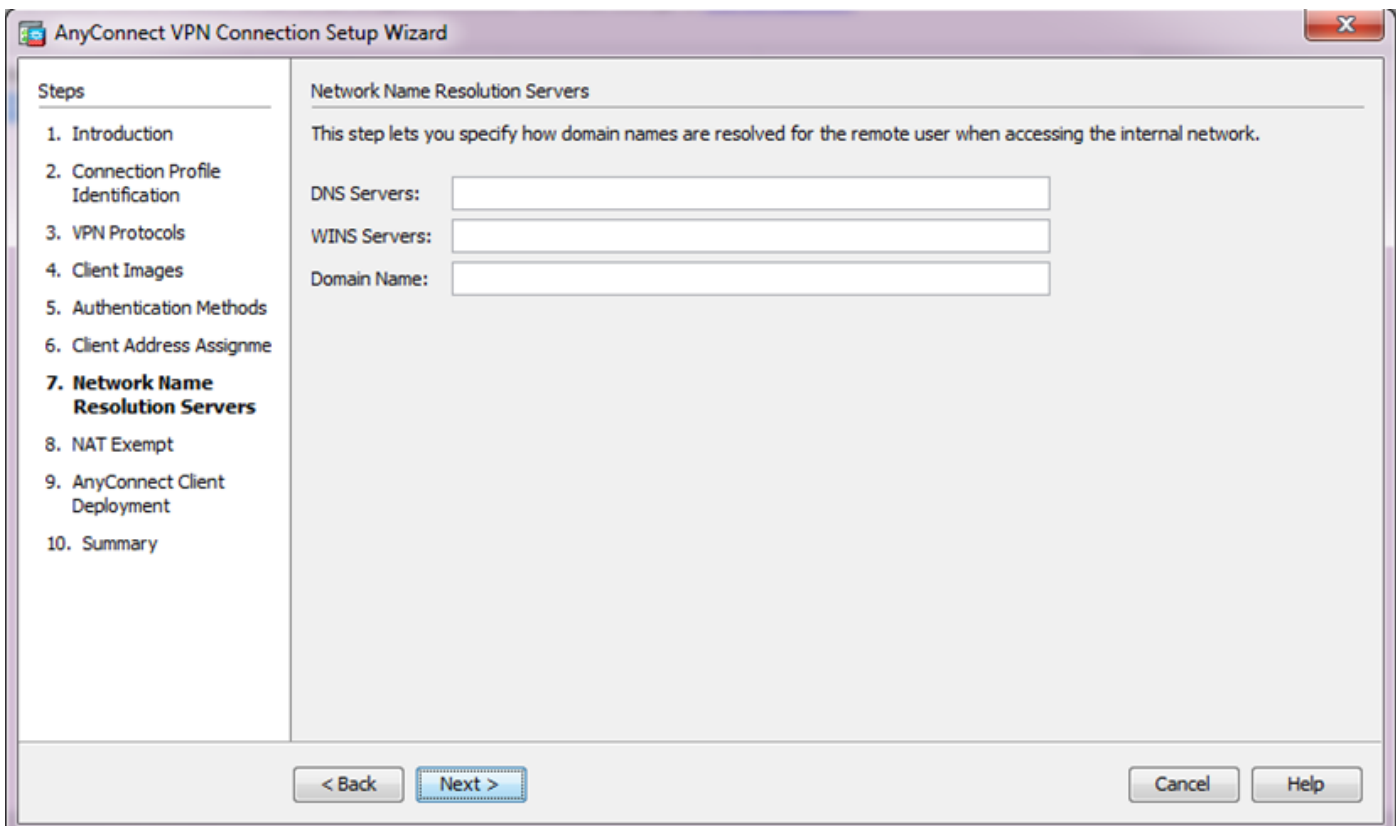 AnyConnect VPN Connection Setup Wizard
Steps
1. Introduction
2. Connection Profile
Identification
3. VPN Protocols
4. Client Images
5. Authentication Methods
6. Client Address Assignme
7. Network Name
Resolution Servers
8. NAT Exempt
9. AnyConnect Client
Deployment
10. Summary
Network Name Resolution Servers
This step lets you specify how domain names are resolved for the remote user when accessing the internal network.
DNS Servers:
WINS Servers:
Domain Name:
< Back
Next >
Cancel
Help